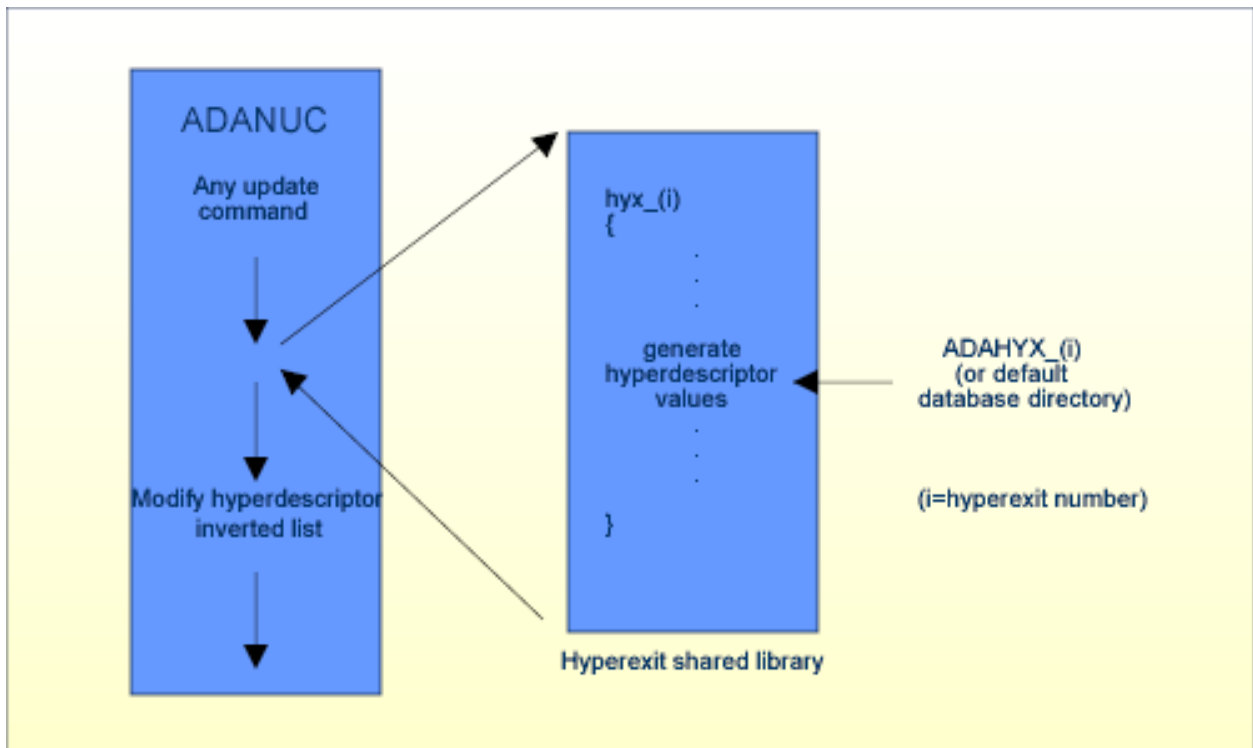 ADANUC
Any update
command
Modify hyperdescriptor
inverted list
hyx_(i)
{
.
.
.
generate
hyperdescriptor
values
.
.
.
}
Hyperexit shared library
ADAHYX_(i)
(or default
database directory)
(i=hyperexit number)